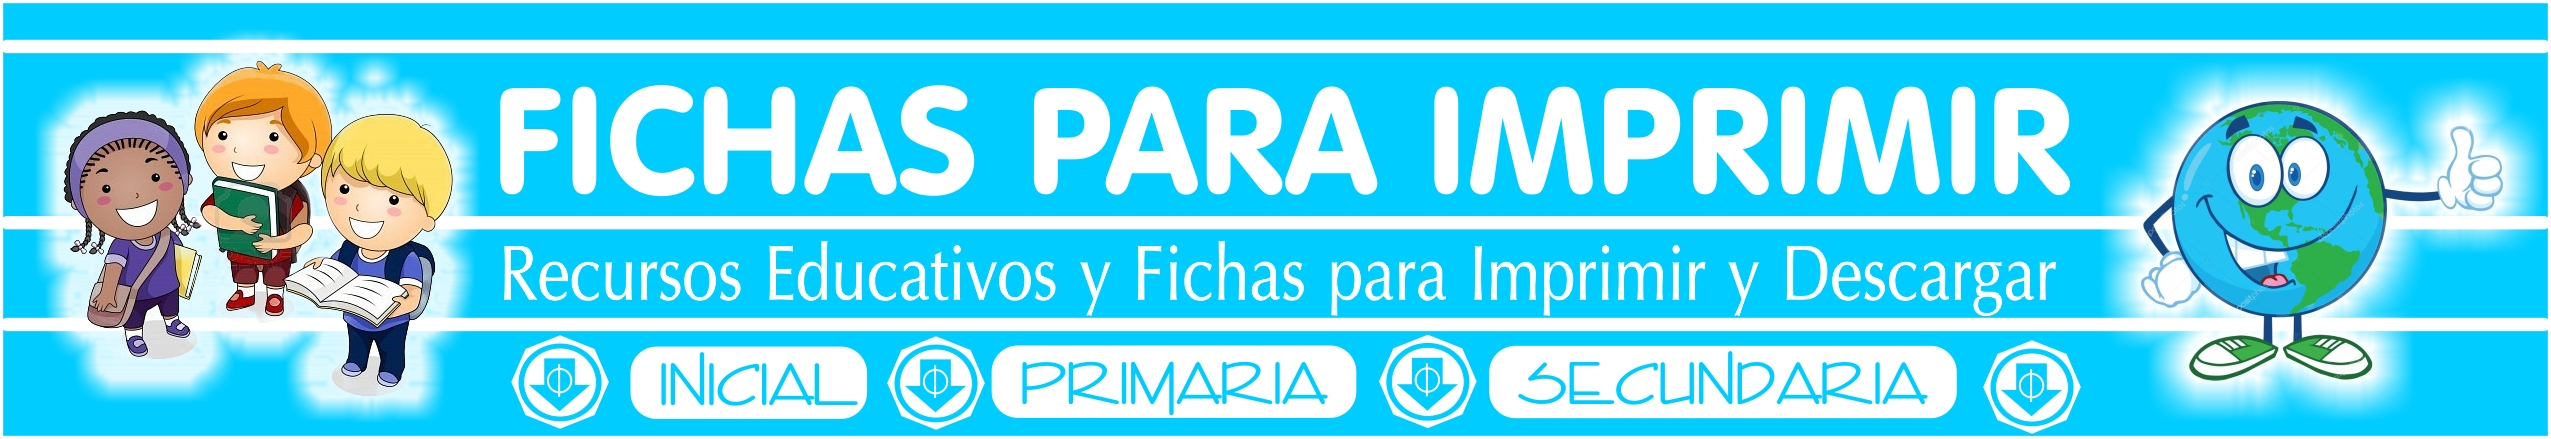 FICHAS PARA IMPRIMIR
Recursos Educativos y Fichas para Imprimir y Descargar
INICIAL PRIMARIA SECUNDARIA